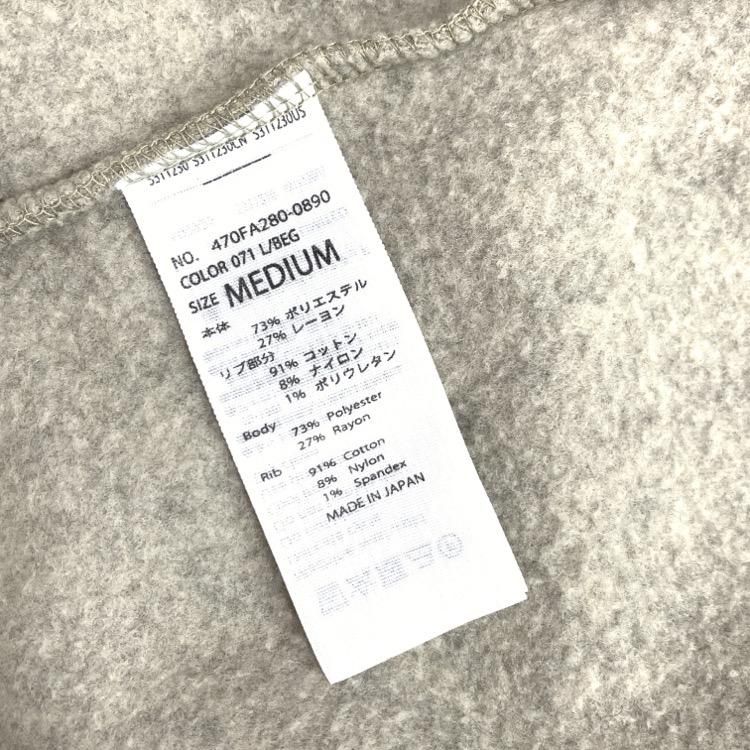 S311230 S311230CN S311230US
NO. 470FA280-0890
COLOR 071 L/BEG
SIZE MEDIUM
本体 73% ポリエステル
27% レーヨン
リブ部分
91% コットン
8% ナイロン
1% ポリウレタン
Body 73% Polyester
27% Rayon
Rib 91% Cotton
8% Nylon
1% Spandex
MADE IN JAPAN